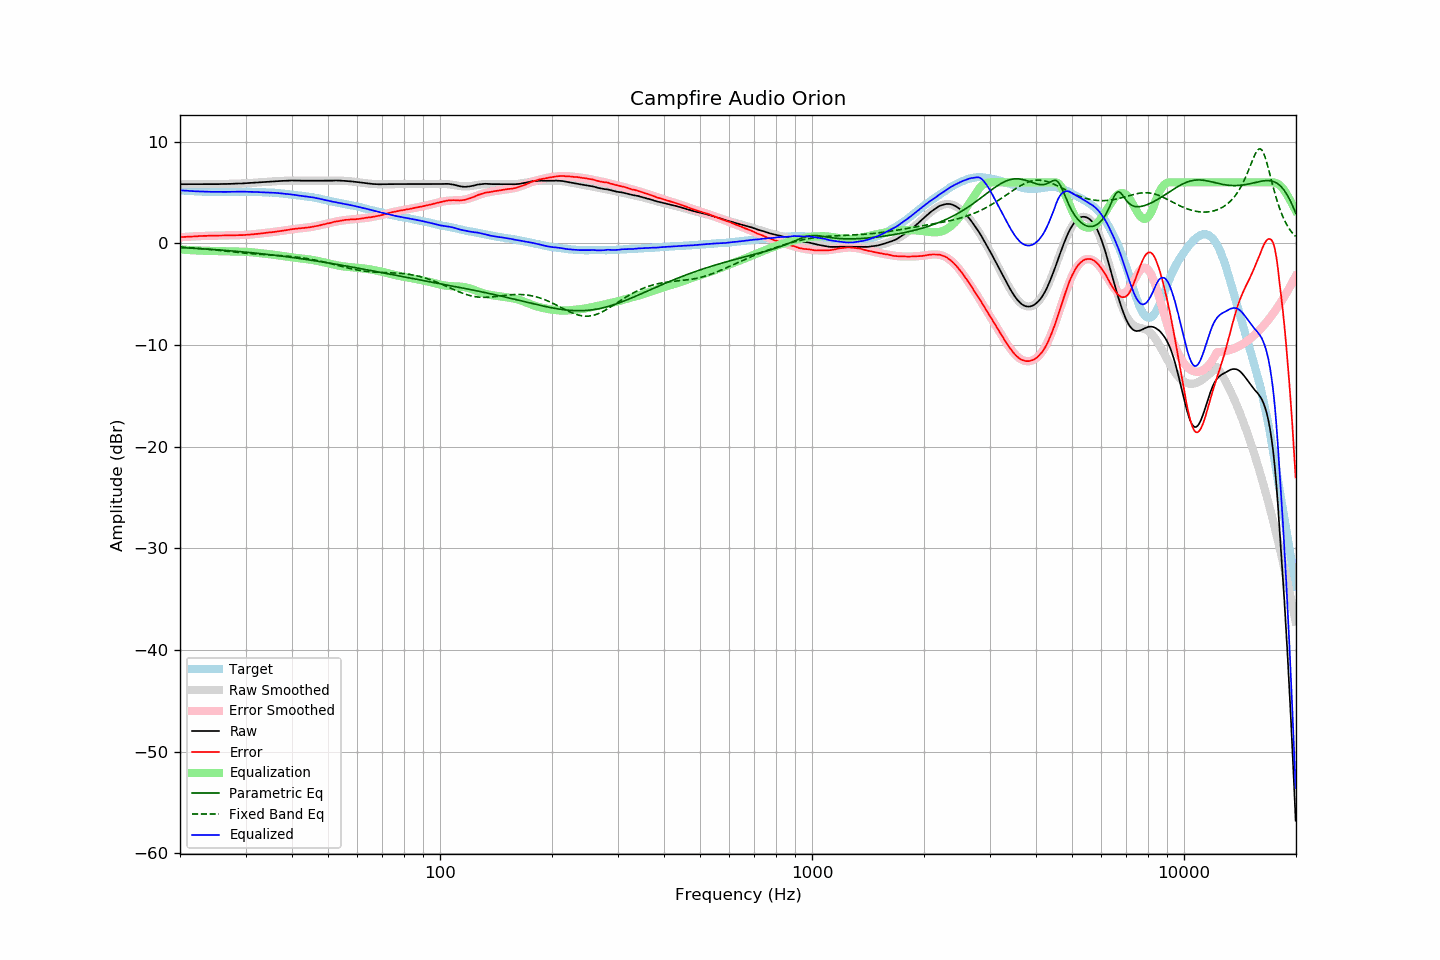 Campfire Audio Orion
10
0
−10
−20
−30
−40
−50
−60
Amplitude (dBr)
Target
Raw Smoothed
Error Smoothed
Raw
Error
Equalization
Parametric Eq
Fixed Band Eq
Equalized
100
1000
10000
Frequency (Hz)